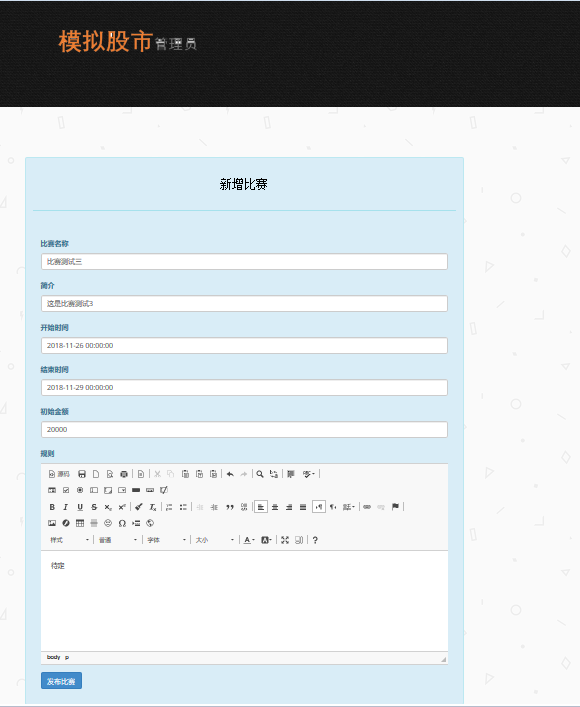 模拟股市管理员
新增比赛
比赛名称
比赛测试三
简介
这是比赛测试3
开始时间
2018-11-26 00:00:00
结束时间
2018-11-29 00:00:00
初始金额
20000
规则
源码
样式 普通 字体 大小
待定
body p
发布比赛